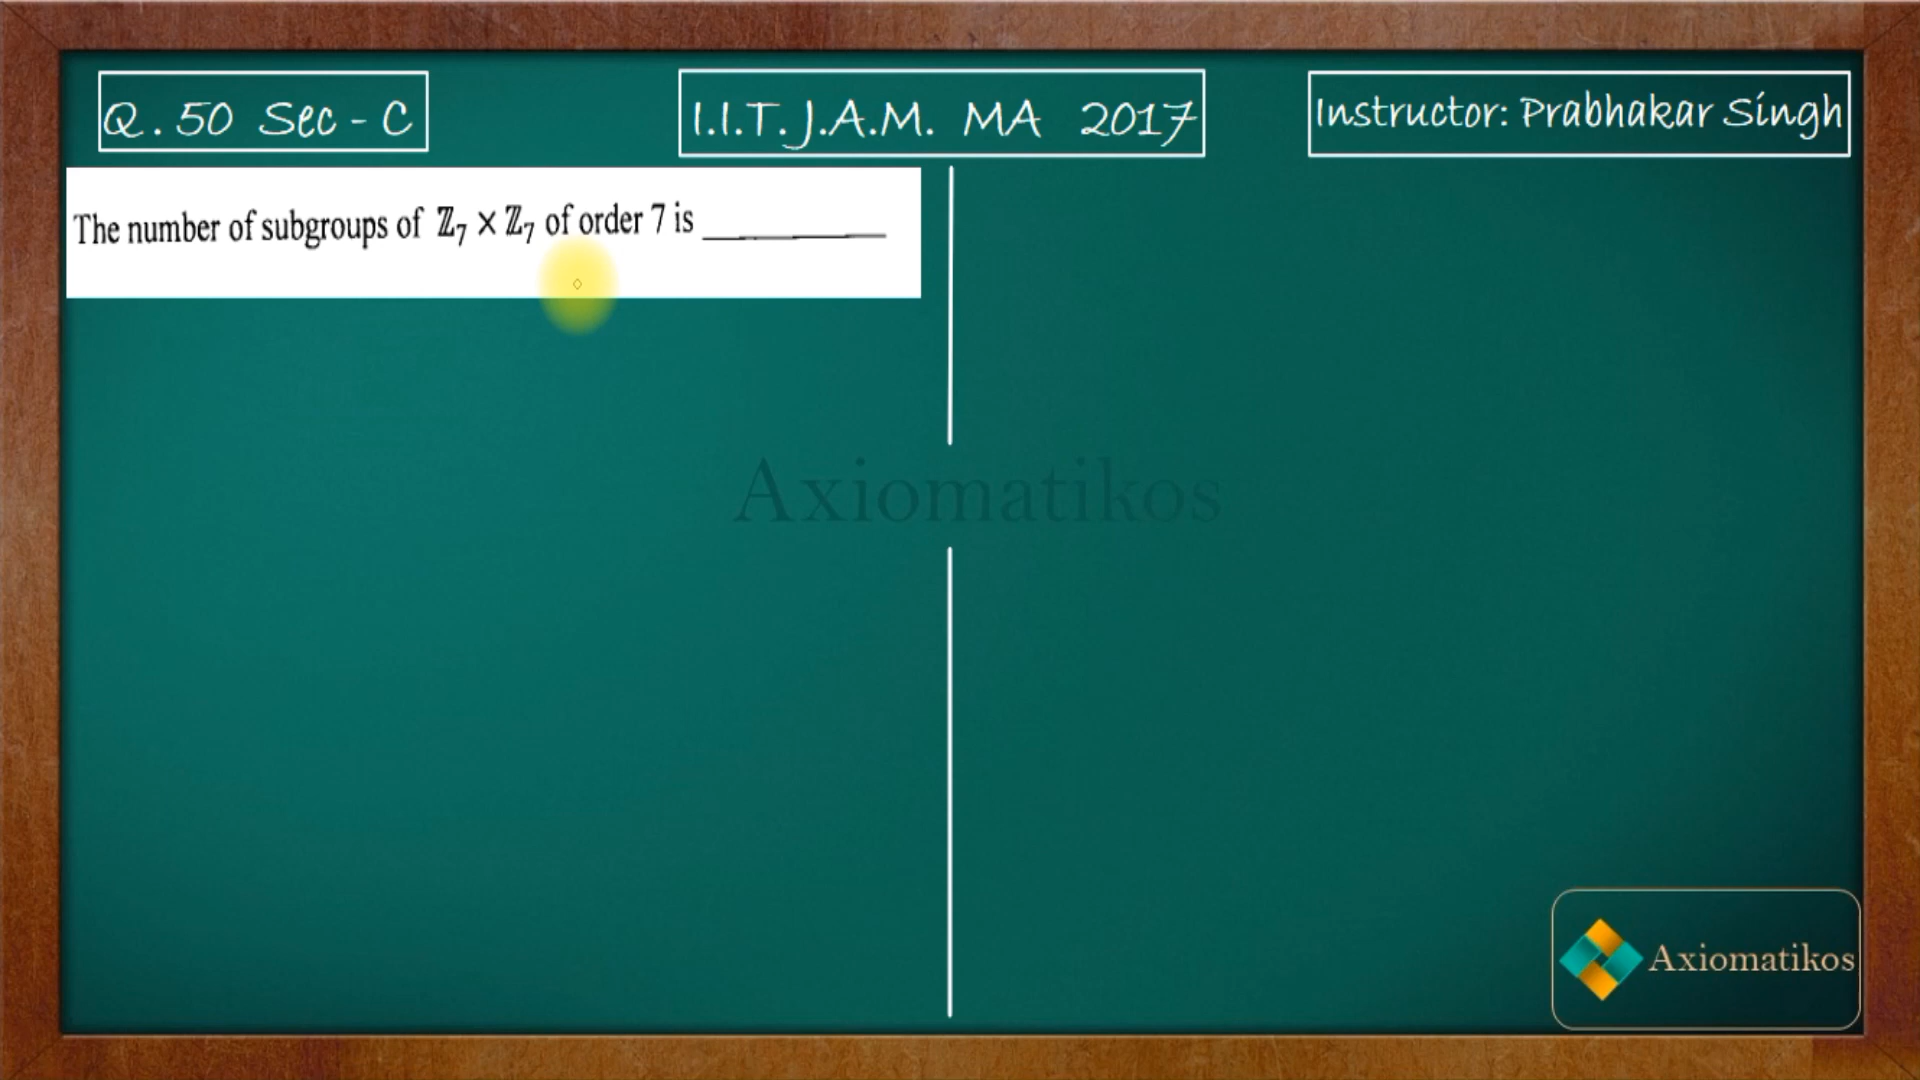 Q. 50 Sec - C
I.I.T. J.A.M. MA 2017
Instructor: Prabhakar Singh
The number of subgroups of ℤ₇ × ℤ₇ of order 7 is ________
Axiomatikos
Axiomatikos